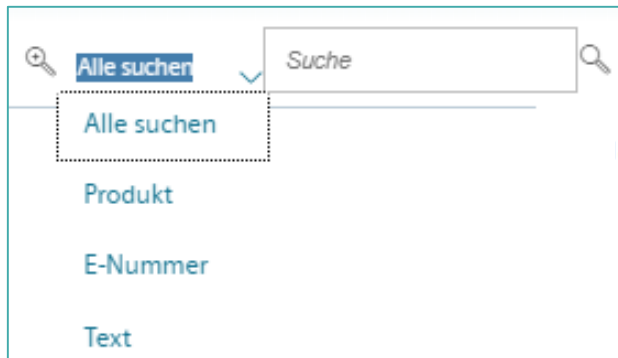 Alle suchen Suche
Alle suchen
Produkt
E-Nummer
Text